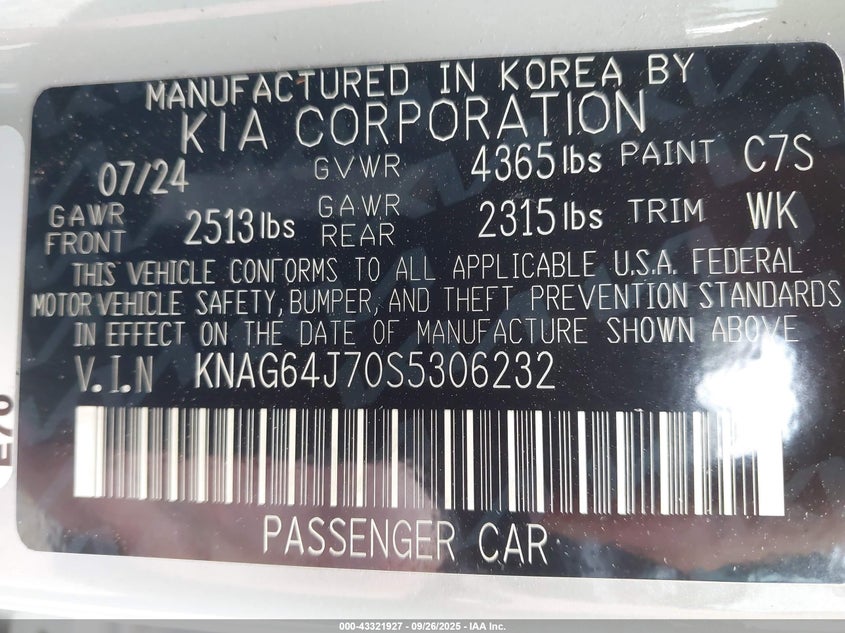 MANUFACTURED IN KOREA BY
KIA CORPORATION
07/24 GVWR 4365 lbs PAINT C7S
GAWR FRONT 2513 lbs GAWR REAR 2315 lbs TRIM WK
THIS VEHICLE CONFORMS TO ALL APPLICABLE U.S.A. FEDERAL
MOTOR VEHICLE SAFETY, BUMPER, AND THEFT PREVENTION STANDARDS
IN EFFECT ON THE DATE OF MANUFACTURE SHOWN ABOVE
V.I.N KNAG64J70S5306232
PASSENGER CAR
E70
000-43321927 - 09/26/2025 - IAA Inc.